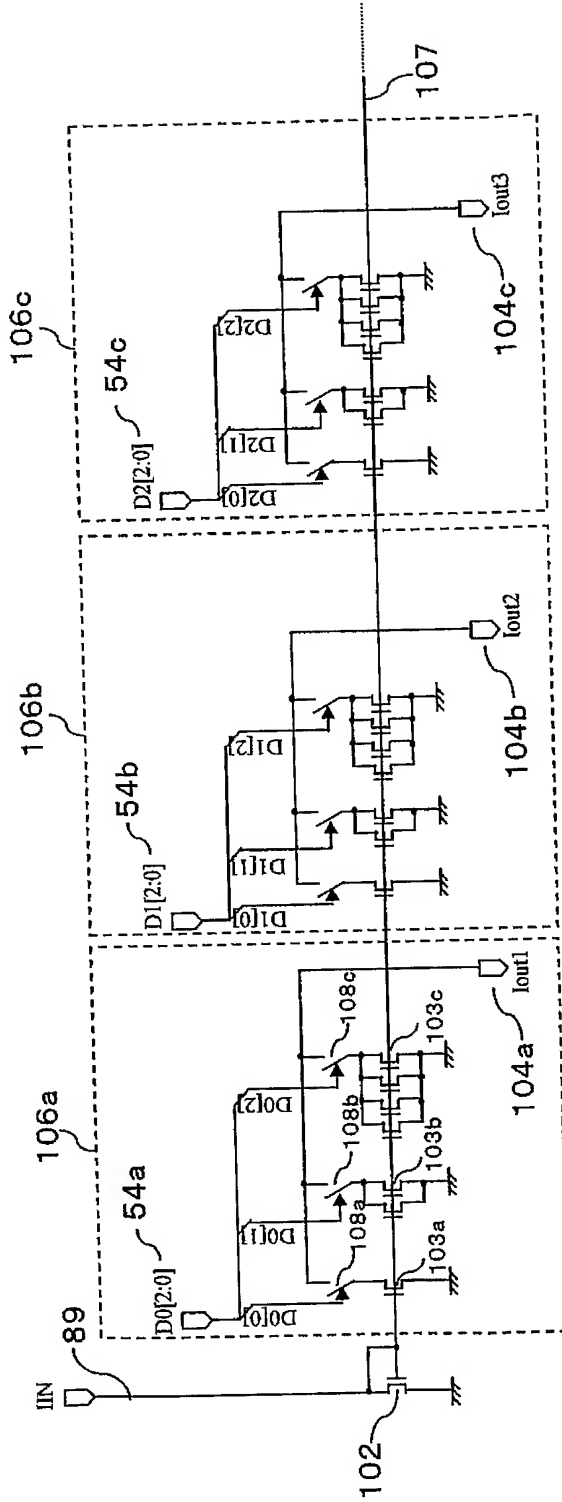 IIN
89
102
106a
54a
D0[2:0]
D0[0]
D0[1]
D0[2]
108a
108b
108c
103a
103b
103c
Iout1
104a
106b
54b
D1[2:0]
D1[0]
D1[1]
D1[2]
Iout2
104b
106c
54c
D2[2:0]
D2[0]
D2[1]
D2[2]
Iout3
104c
107